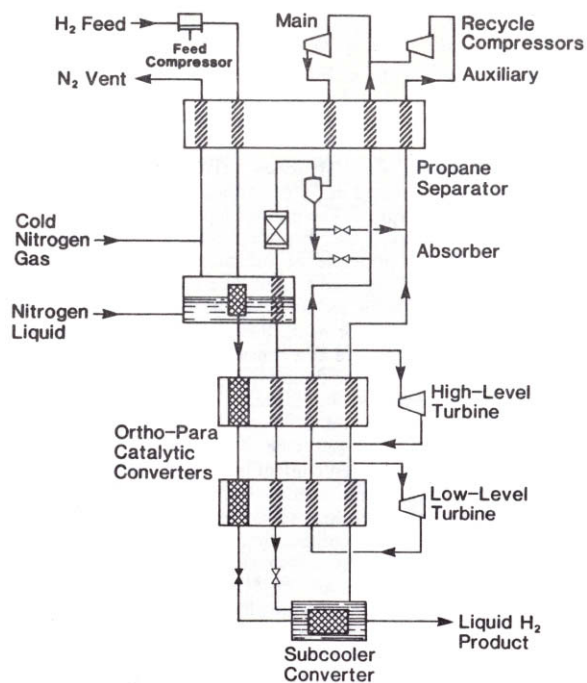 H₂ Feed
Feed
Compressor
N₂ Vent
Main
Recycle
Compressors
Auxiliary
Propane
Separator
Absorber
Cold
Nitrogen
Gas
Nitrogen
Liquid
High-Level
Turbine
Ortho-Para
Catalytic
Converters
Low-Level
Turbine
Liquid H₂
Product
Subcooler
Converter